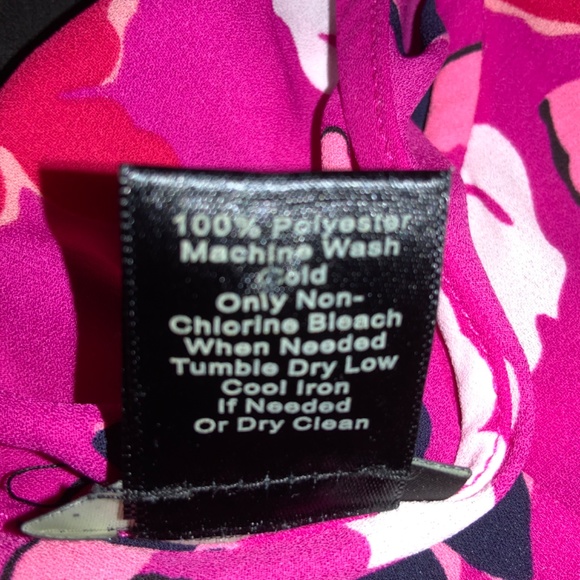 100% Polyester
Machine Wash
Cold
Only Non-
Chlorine Bleach
When Needed
Tumble Dry Low
Cool Iron
If Needed
Or Dry Clean